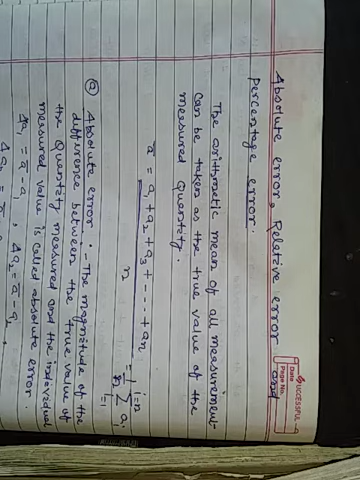 SUCCESSFUL
Date
Page No.
Absolute error, Relative error and
percentage error.
The arithmetic mean of all measurement
can be taken as the true value of the
measured quantity.
a̅ = a₁ + a₂ + a₃ + - - - - + aₙ / n = 1/n ∑ᵢ₌₁ⁱ⁼ⁿ aᵢ
ⓐ Absolute error :- The magnitude of the
difference between the true value of
the quantity measured and the individual
measured value is called absolute error.
Δa₁ = a̅ - a₁ , Δa₂ = a̅ - a₂ ,